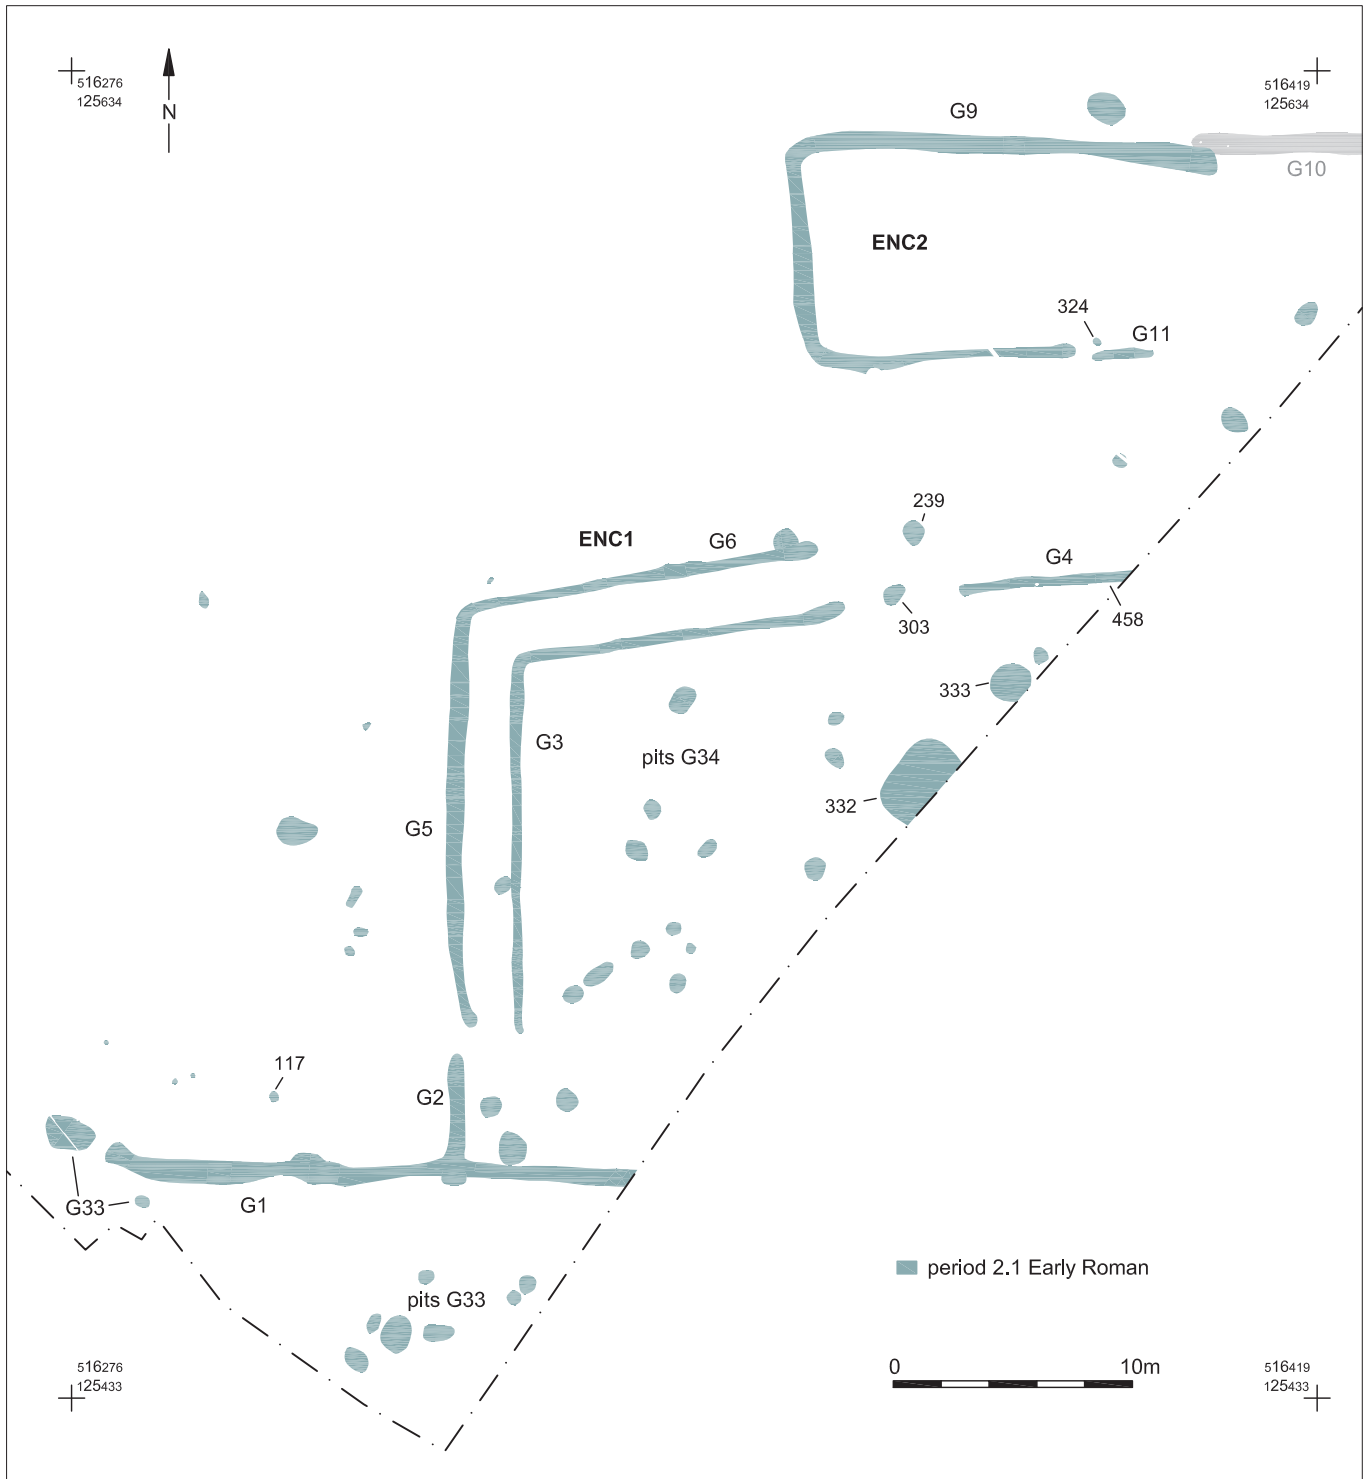 516276
125634
N
516419
125634
G9
G10
ENC2
324
G11
239
ENC1
G6
G4
303
458
333
G3
pits G34
332
G5
117
G2
G33
G1
period 2.1 Early Roman
pits G33
0 10m
516276
125433
516419
125433